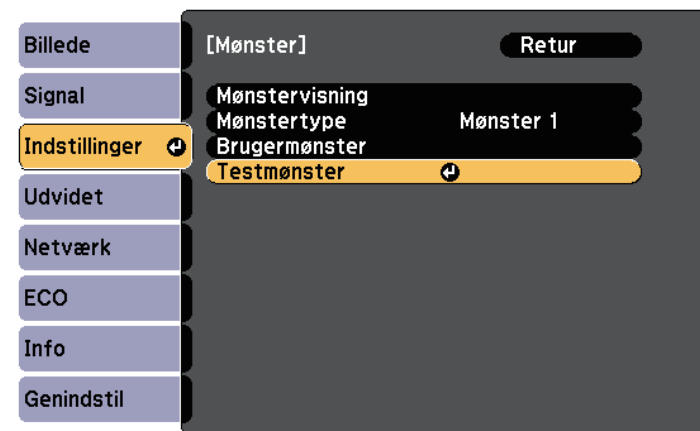 Billede
Signal
Indstillinger
Udvidet
Netværk
ECO
Info
Genindstil
[Mønster] Retur
Mønstervisning
Mønstertype Mønster 1
Brugermønster
Testmønster